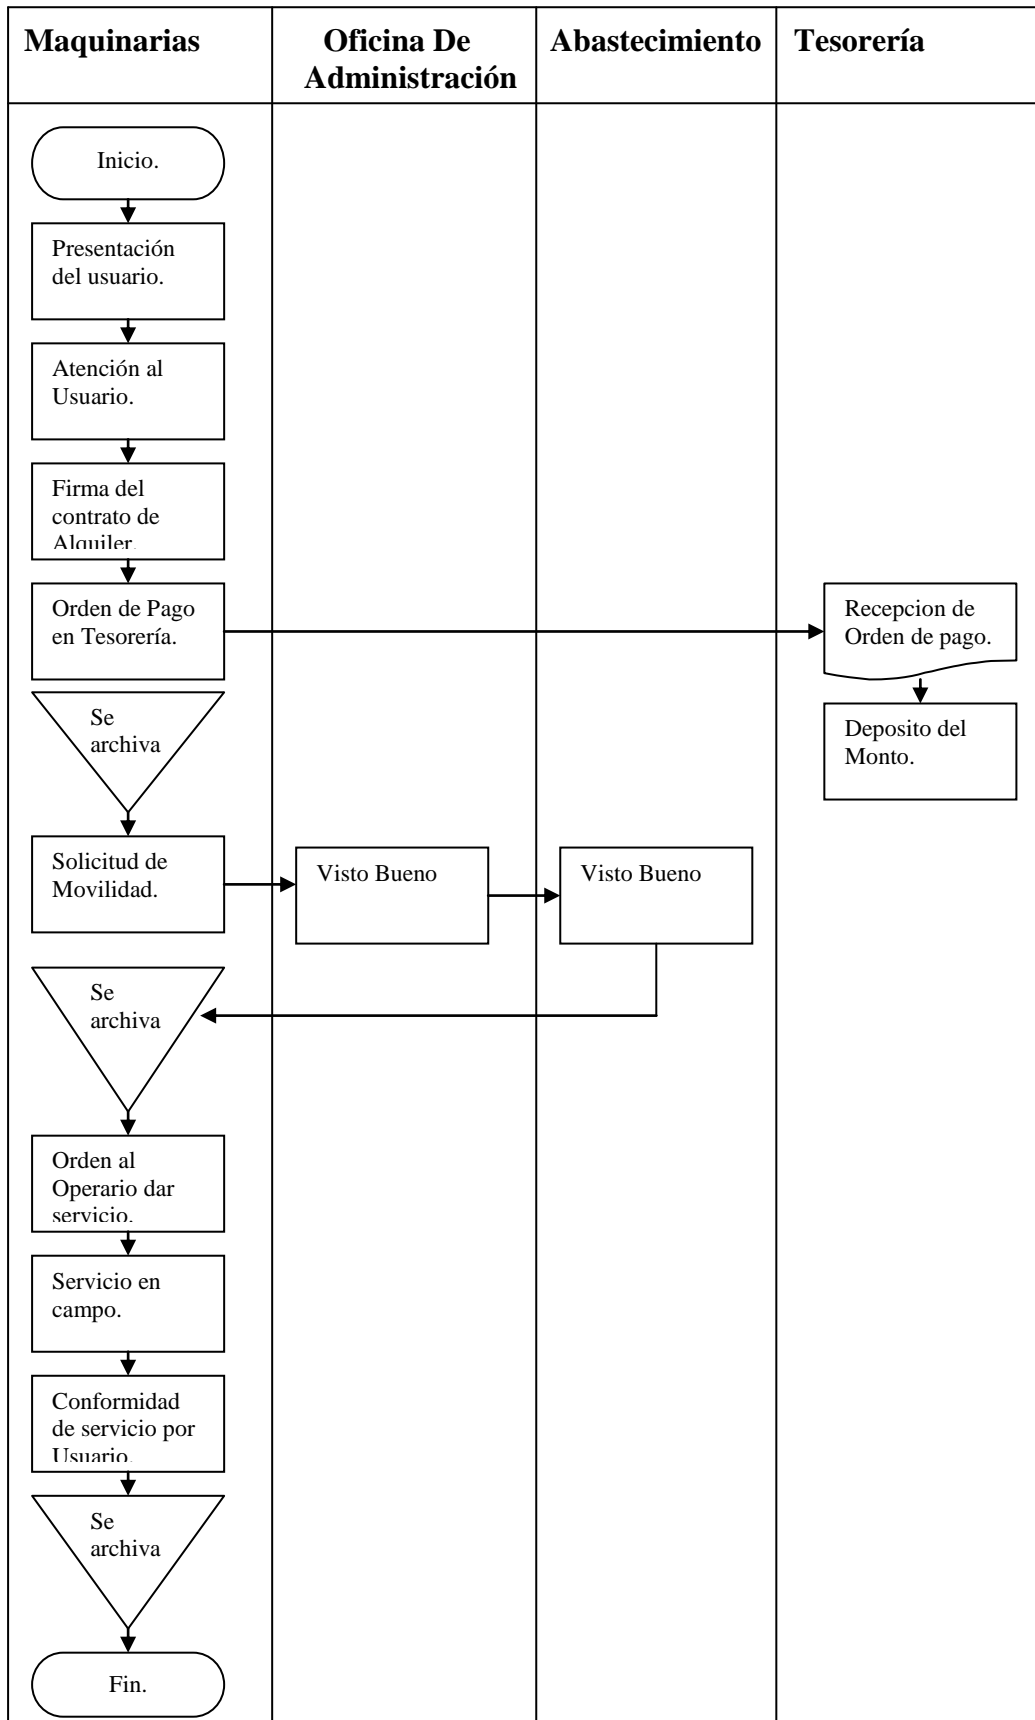 Maquinarias
Oficina De
Administración
Abastecimiento
Tesorería
Inicio.
Presentación
del usuario.
Atención al
Usuario.
Firma del
contrato de
Alquiler.
Orden de Pago
en Tesorería.
Recepcion de
Orden de pago.
Se
archiva
Deposito del
Monto.
Solicitud de
Movilidad.
Visto Bueno
Visto Bueno
Se
archiva
Orden al
Operario dar
servicio.
Servicio en
campo.
Conformidad
de servicio por
Usuario.
Se
archiva
Fin.